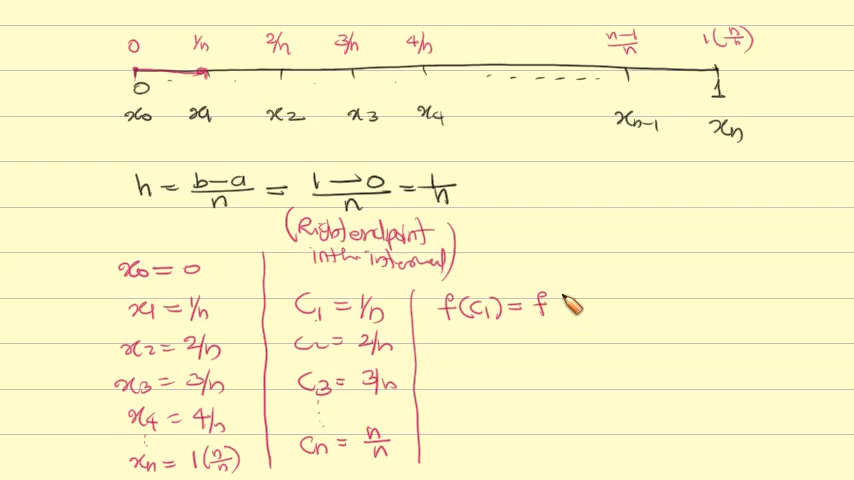 0 1/n 2/n 3/n 4/n n-1/n 1(n/n)
0 1
x0 x1 x2 x3 x4 xn-1 xn
h = b-a/n = 1-0/n = 1/n
(Right endpoint
in the interval)
x0 = 0
x1 = 1/n C1 = 1/n f(C1) = f
x2 = 2/n C2 = 2/n
x3 = 3/n C3 = 3/n
x4 = 4/n
xn = 1(n/n) Cn = n/n